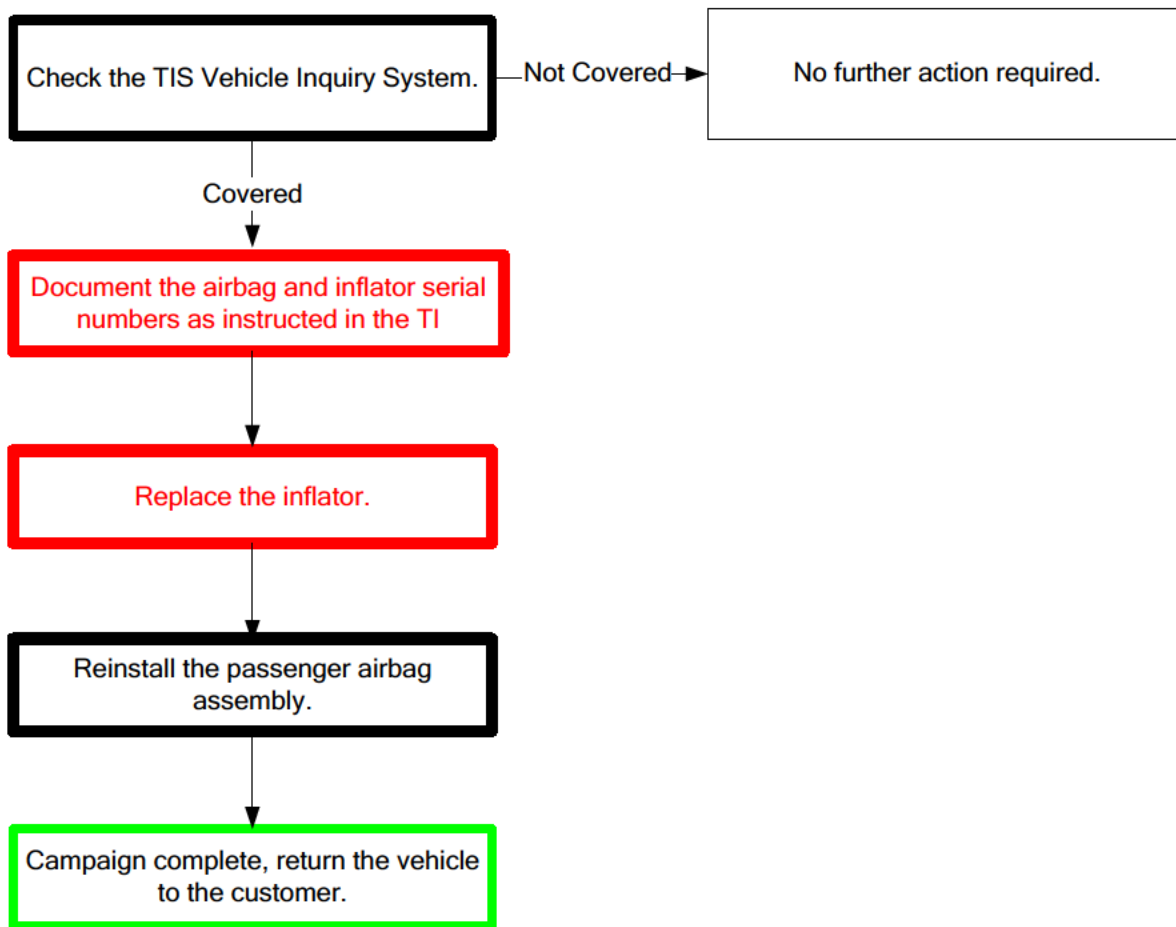 Check the TIS Vehicle Inquiry System.
Not Covered
No further action required.
Covered
Document the airbag and inflator serial
numbers as instructed in the TI
Replace the inflator.
Reinstall the passenger airbag
assembly.
Campaign complete, return the vehicle
to the customer.